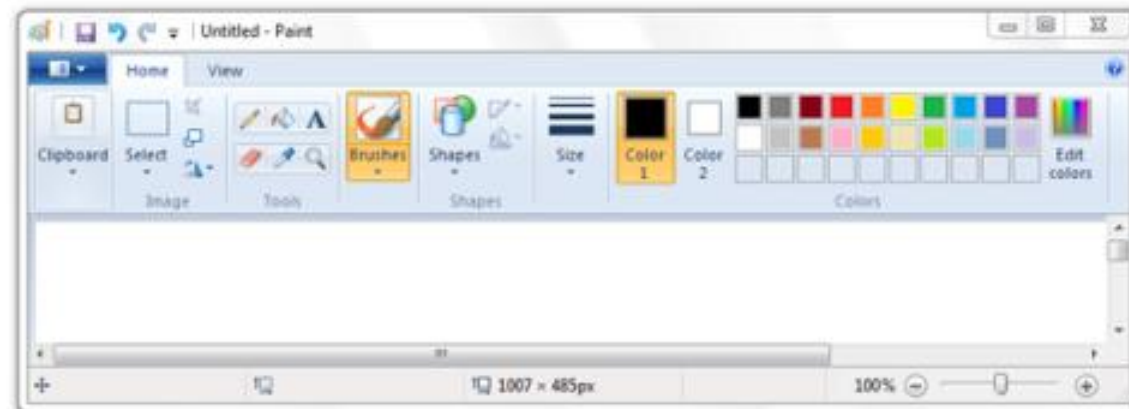 Untitled - Paint
Home View
Clipboard Select Brushes Shapes Size Color 1 Color 2 Edit colors
Image Tools Shapes Colors
1007 × 485px 100%